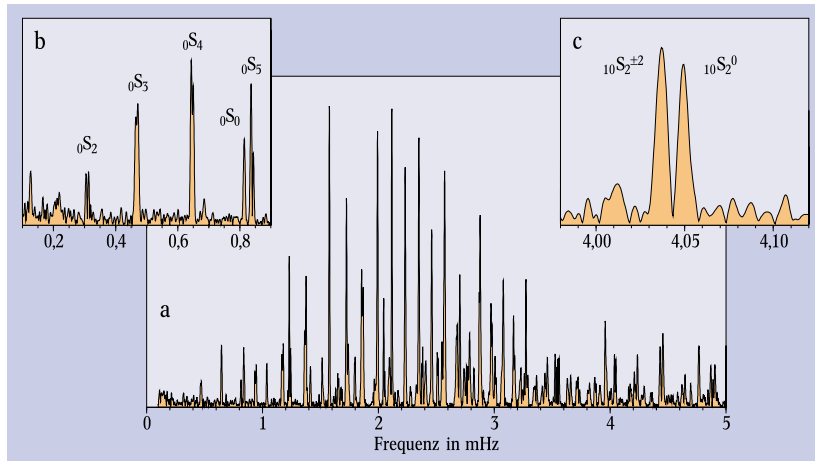 b
₀S₂
₀S₃
₀S₄
₀S₀
₀S₅
0,2 0,4 0,6 0,8
c
₁₀S₂±²
₁₀S₂⁰
4,00 4,05 4,10
a
0 1 2 3 4 5
Frequenz in mHz